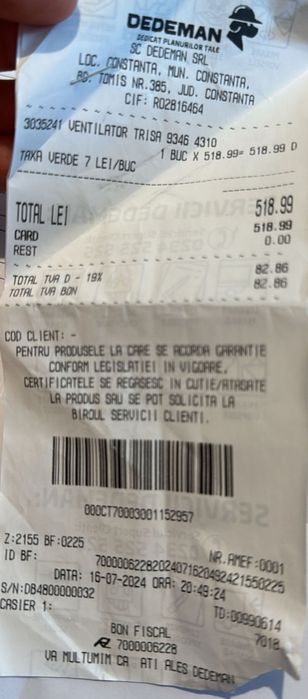 DEDEMAN
DEDICAT PLANURILOR TALE
SC DEDEMAN SRL
LOC. CONSTANTA, MUN. CONSTANTA,
BD. TOMIS NR.385, JUD. CONSTANTA
CIF: RO2816464
3035241 VENTILATOR TRISA 9346 4310
1 BUC X 518.99= 518.99 D
TAXA VERDE 7 LEI/BUC
TOTAL LEI 518.99
CARD 518.99
REST 0.00
TOTAL TVA D - 19% 82.86
TOTAL TVA BON 82.86
COD CLIENT: -
PENTRU PRODUSELE LA CARE SE ACORDA GARANTIE
CONFORM LEGISLATIEI IN VIGOARE,
CERTIFICATELE SE REGASESC IN CUTIE/ATASATE
LA PRODUS SAU SE POT SOLICITA LA
BIROUL SERVICII CLIENTI.
000CT70003001152957
Z:2155 BF:0225 NR.AMEF:0001
ID BF: 70000062282024071620492421550225
DATA: 16-07-2024 ORA: 20:49:24
S/N:DB4800000032 TD:00990614
CASIER 1: 7018
BON FISCAL
7000006228
VA MULTUMIM CA ATI ALES DEDEMAN